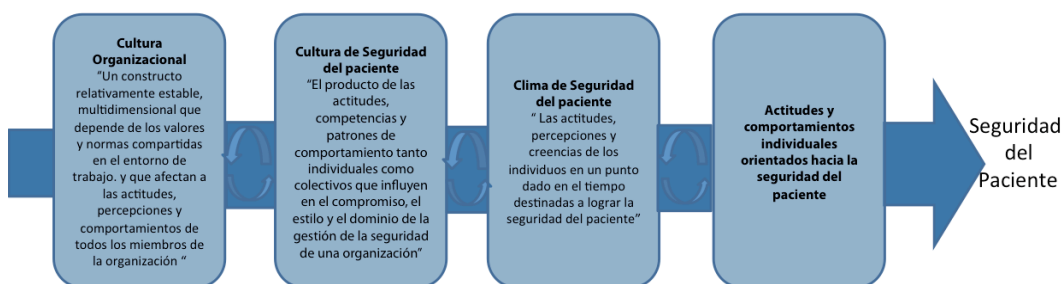 Cultura
Organizacional
“Un constructo
relativamente estable,
multidimensional que
depende de los valores
y normas compartidas
en el entorno de
trabajo. y que afectan a
las actitudes,
percepciones y
comportamientos de
todos los miembros de
la organización “
Cultura de Seguridad
del paciente
“El producto de las
actitudes,
competencias y
patrones de
comportamiento tanto
individuales como
colectivos que influyen
en el compromiso, el
estilo y el dominio de la
gestión de la seguridad
de una organización”
Clima de Seguridad
del paciente
“ Las actitudes,
percepciones y
creencias de los
individuos en un punto
dado en el tiempo
destinadas a lograr la
seguridad del paciente”
Actitudes y
comportamientos
individuales
orientados hacia la
seguridad del
paciente
Seguridad
del
Paciente